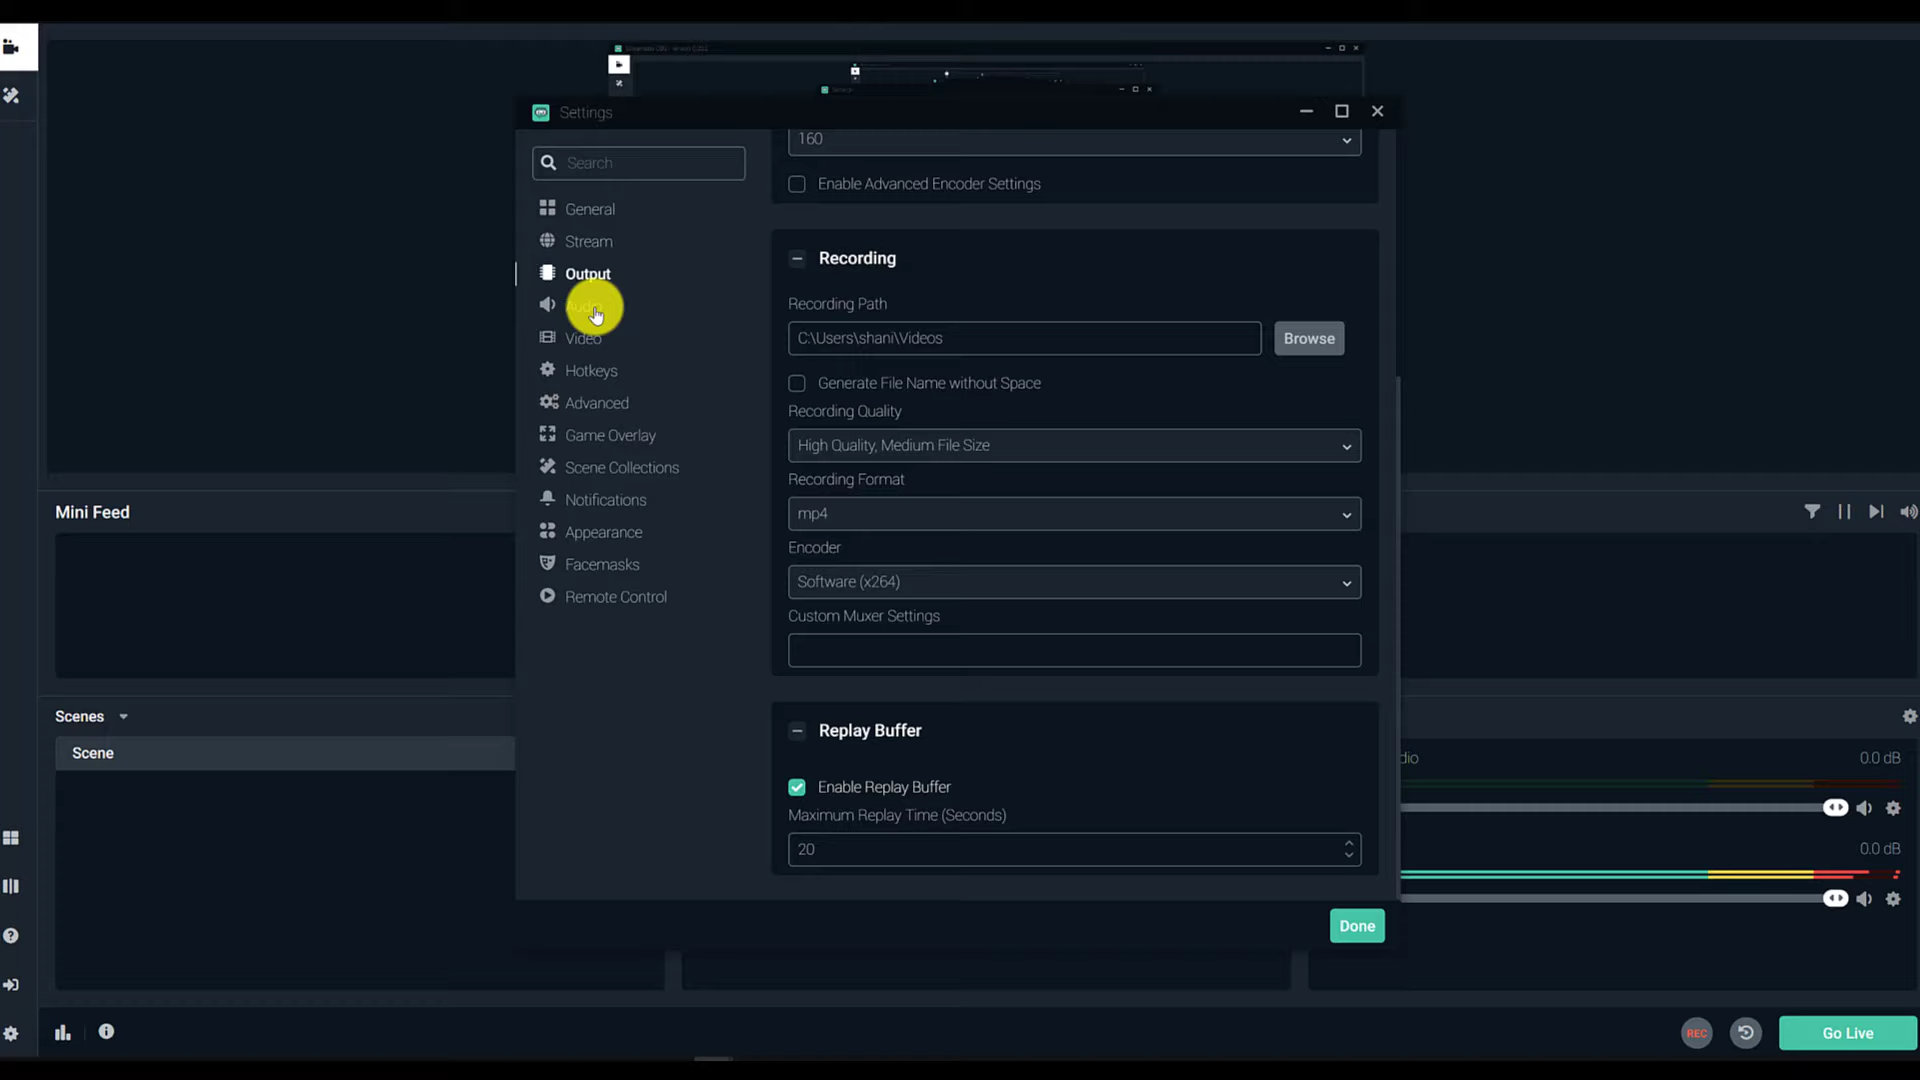 Settings
Search
160
Enable Advanced Encoder Settings
General
Stream
Output
Audio
Video
Hotkeys
Advanced
Game Overlay
Scene Collections
Notifications
Appearance
Facemasks
Remote Control
Recording
Recording Path
C:\Users\shani\Videos
Browse
Generate File Name without Space
Recording Quality
High Quality, Medium File Size
Recording Format
mp4
Encoder
Software (x264)
Custom Muxer Settings
Replay Buffer
Enable Replay Buffer
Maximum Replay Time (Seconds)
20
Done
Mini Feed
Scenes
Scene
dio
0.0 dB
0.0 dB
REC
Go Live